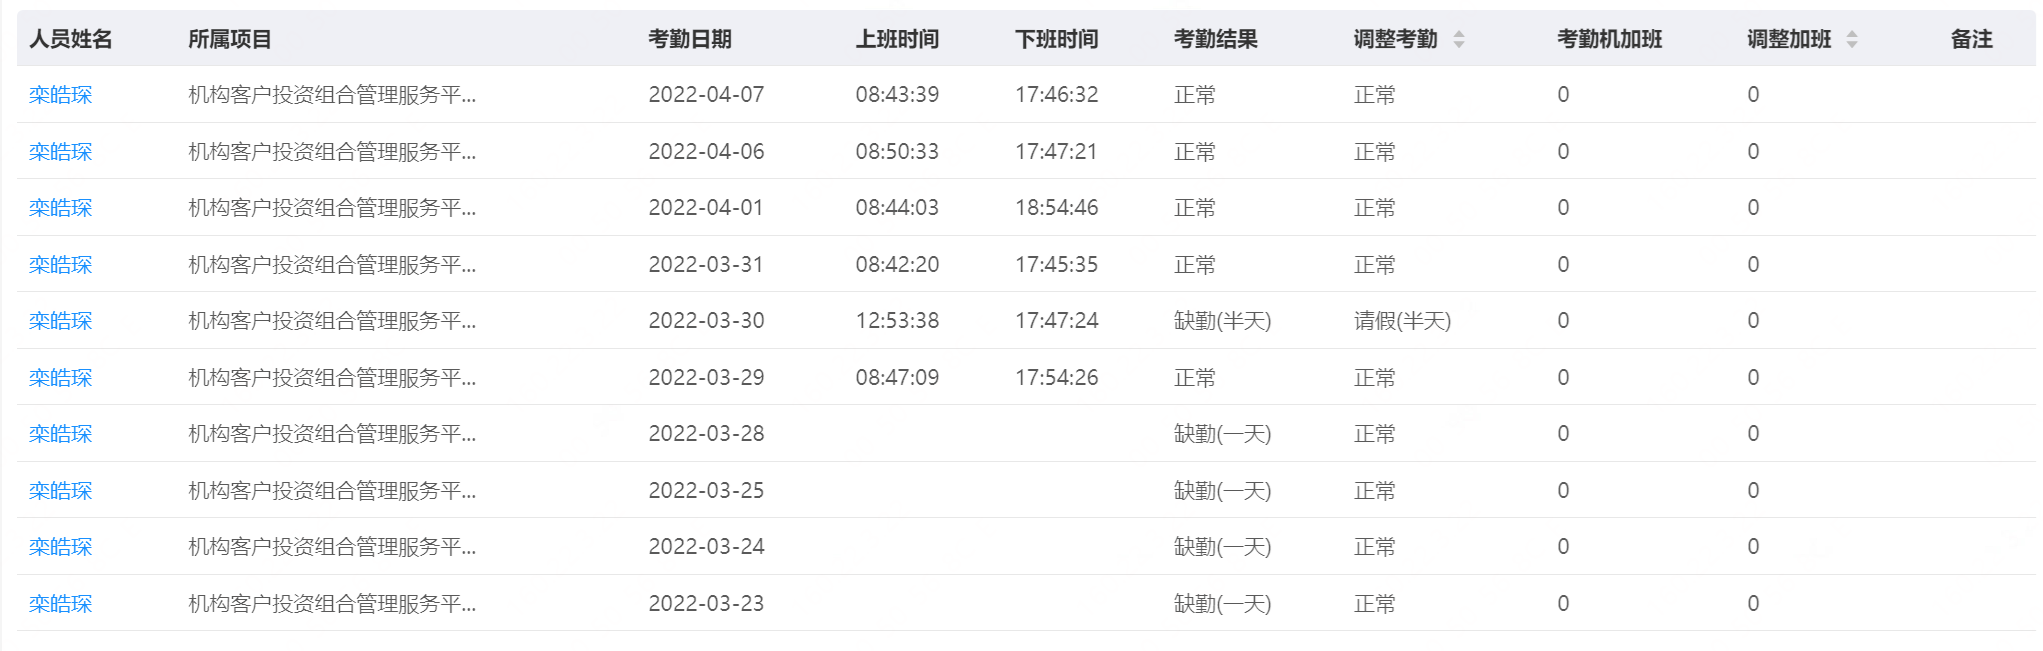 人员姓名 所属项目 考勤日期 上班时间 下班时间 考勤结果 调整考勤 考勤机加班 调整加班 备注
栾皓琛 机构客户投资组合管理服务平... 2022-04-07 08:43:39 17:46:32 正常 正常 0 0
栾皓琛 机构客户投资组合管理服务平... 2022-04-06 08:50:33 17:47:21 正常 正常 0 0
栾皓琛 机构客户投资组合管理服务平... 2022-04-01 08:44:03 18:54:46 正常 正常 0 0
栾皓琛 机构客户投资组合管理服务平... 2022-03-31 08:42:20 17:45:35 正常 正常 0 0
栾皓琛 机构客户投资组合管理服务平... 2022-03-30 12:53:38 17:47:24 缺勤(半天) 请假(半天) 0 0
栾皓琛 机构客户投资组合管理服务平... 2022-03-29 08:47:09 17:54:26 正常 正常 0 0
栾皓琛 机构客户投资组合管理服务平... 2022-03-28 缺勤(一天) 正常 0 0
栾皓琛 机构客户投资组合管理服务平... 2022-03-25 缺勤(一天) 正常 0 0
栾皓琛 机构客户投资组合管理服务平... 2022-03-24 缺勤(一天) 正常 0 0
栾皓琛 机构客户投资组合管理服务平... 2022-03-23 缺勤(一天) 正常 0 0